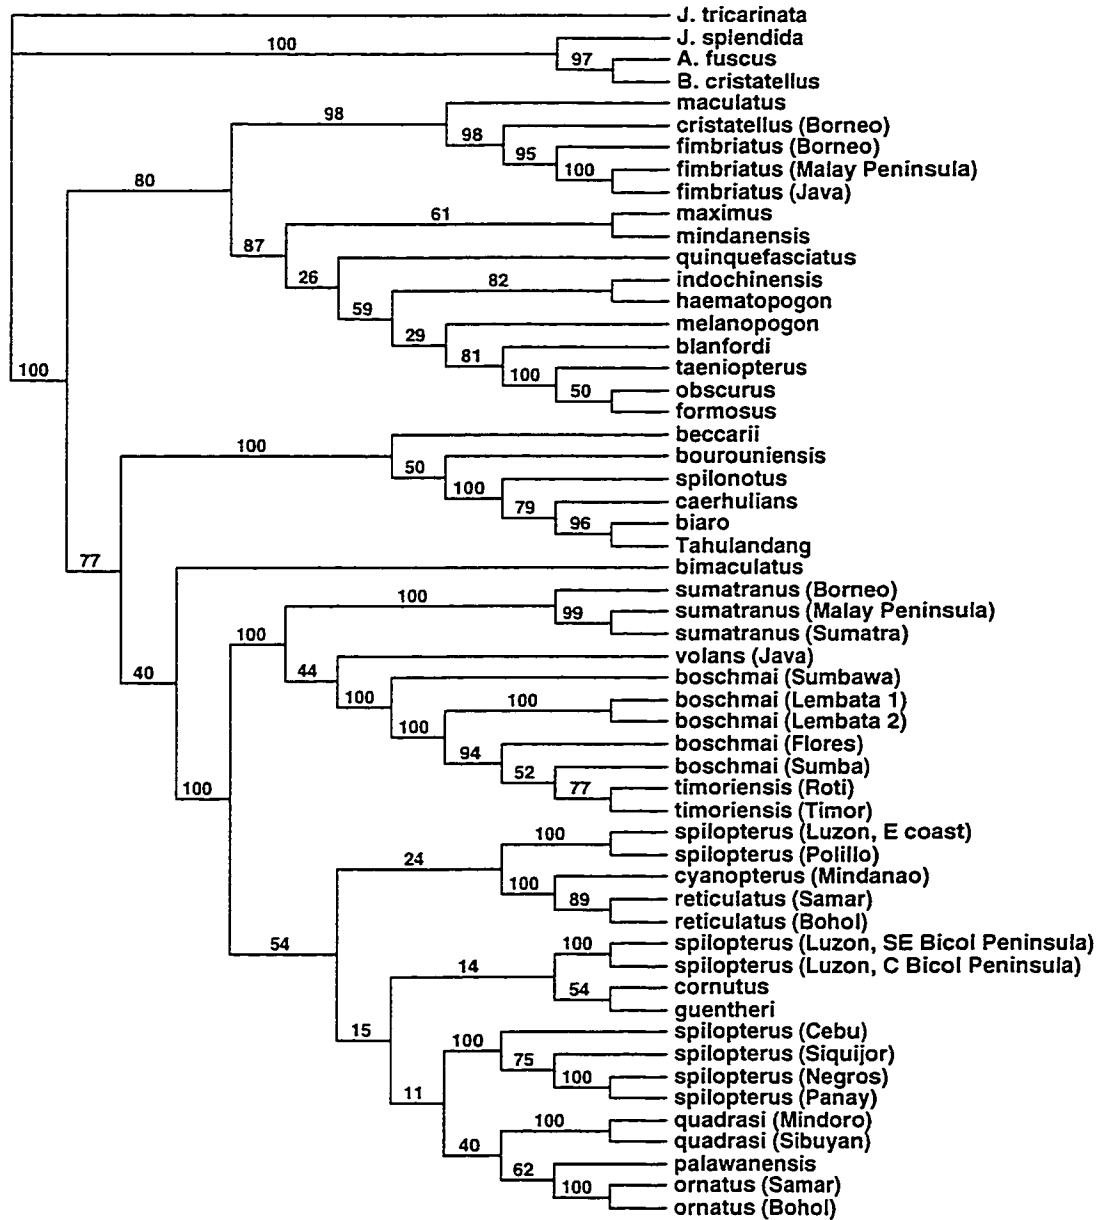 J. tricarinata
100
J. splendida
97
A. fuscus
B. cristatellus
98
maculatus
98
cristatellus (Borneo)
95
fimbriatus (Borneo)
100
fimbriatus (Malay Peninsula)
fimbriatus (Java)
80
61
maximus
87
mindanensis
26
quinquefasciatus
82
indochinensis
59
haematopogon
29
melanopogon
81
blanfordi
100
taeniopterus
50
obscurus
formosus
100
100
beccarii
50
bourouniensis
100
spilonotus
79
caerhulians
96
biaro
Tahulandang
77
bimaculatus
100
sumatranus (Borneo)
99
sumatranus (Malay Peninsula)
sumatranus (Sumatra)
100
44
volans (Java)
40
100
boschmai (Sumbawa)
100
boschmai (Lembata 1)
100
boschmai (Lembata 2)
94
boschmai (Flores)
52
boschmai (Sumba)
77
timoriensis (Roti)
timoriensis (Timor)
100
100
spilopterus (Luzon, E coast)
24
spilopterus (Polillo)
100
cyanopterus (Mindanao)
89
reticulatus (Samar)
reticulatus (Bohol)
54
100
spilopterus (Luzon, SE Bicol Peninsula)
14
spilopterus (Luzon, C Bicol Peninsula)
54
cornutus
guentheri
15
100
spilopterus (Cebu)
75
spilopterus (Siquijor)
100
spilopterus (Negros)
11
spilopterus (Panay)
100
quadrasi (Mindoro)
40
quadrasi (Sibuyan)
62
palawanensis
100
ornatus (Samar)
ornatus (Bohol)